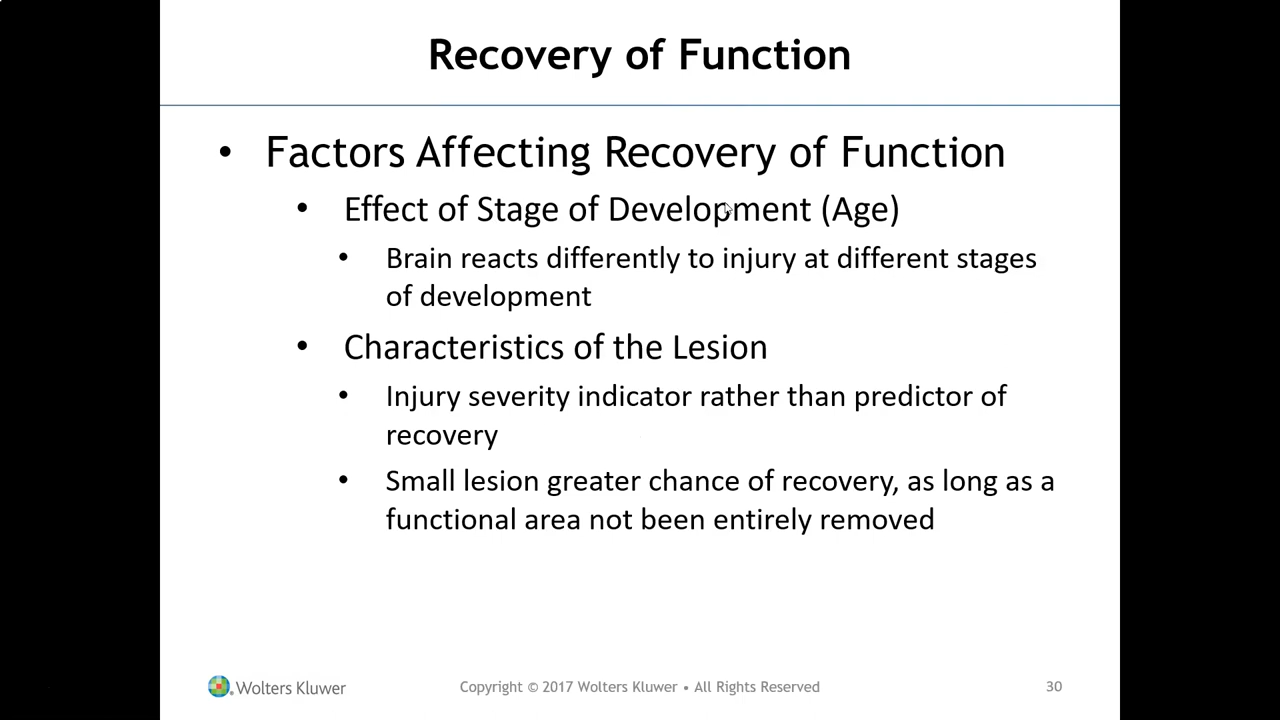 Recovery of Function
• Factors Affecting Recovery of Function
• Effect of Stage of Development (Age)
• Brain reacts differently to injury at different stages
of development
• Characteristics of the Lesion
• Injury severity indicator rather than predictor of
recovery
• Small lesion greater chance of recovery, as long as a
functional area not been entirely removed
Wolters Kluwer
Copyright © 2017 Wolters Kluwer • All Rights Reserved
30